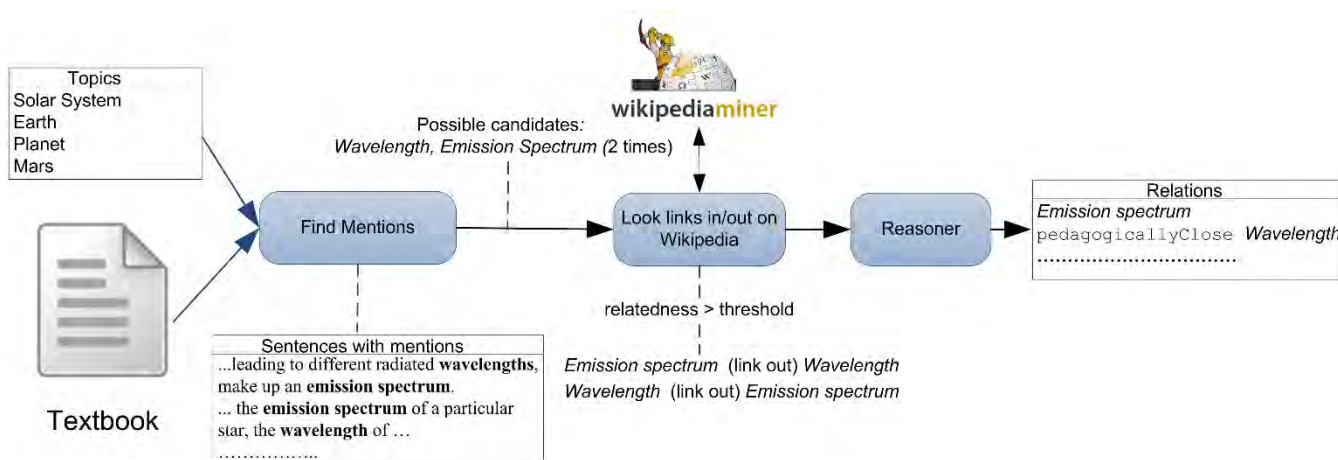 Topics
Solar System
Earth
Planet
Mars
Textbook
Find Mentions
Sentences with mentions
...leading to different radiated wavelengths,
make up an emission spectrum.
... the emission spectrum of a particular
star, the wavelength of …
……………..
Possible candidates:
Wavelength, Emission Spectrum (2 times)
W
wikipediaminer
Look links in/out on
Wikipedia
relatedness > threshold
Emission spectrum (link out) Wavelength
Wavelength (link out) Emission spectrum
Reasoner
Relations
Emission spectrum
pedagogicallyClose Wavelength
..................................